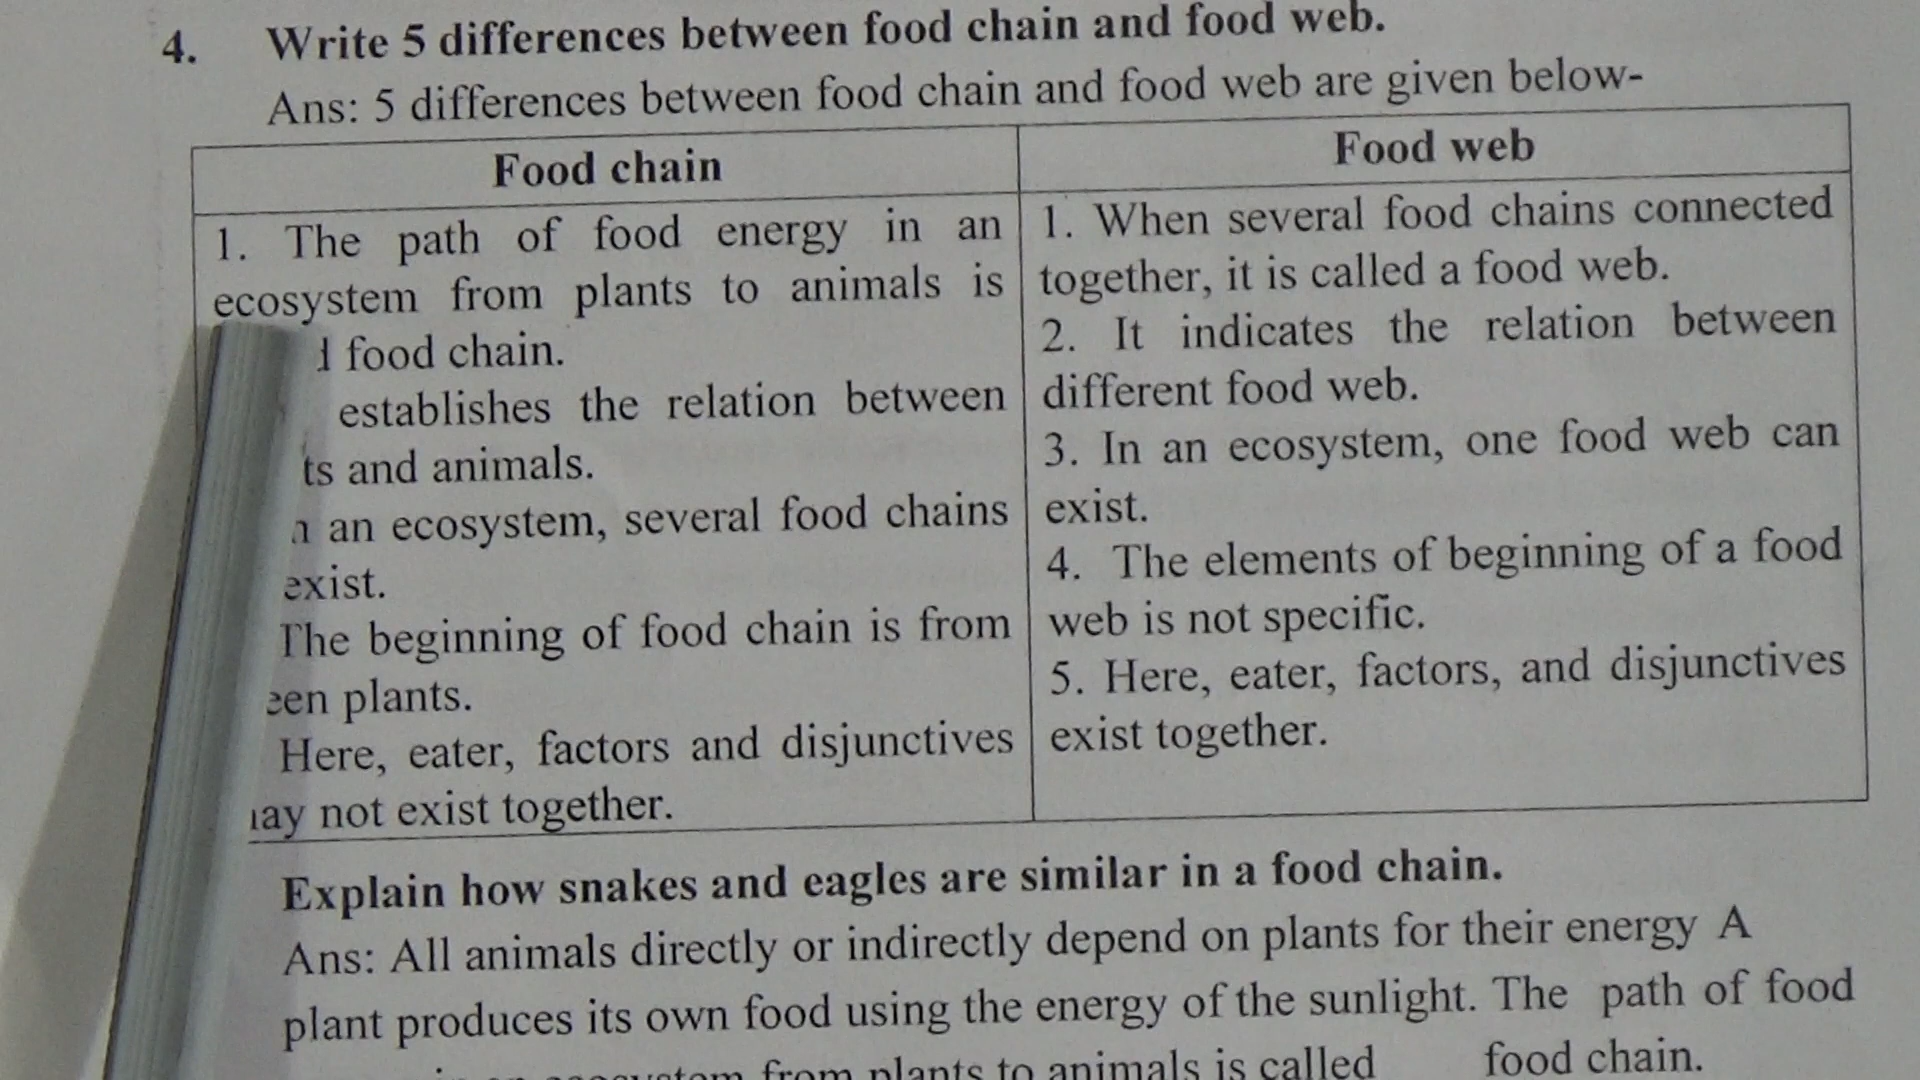 4. Write 5 differences between food chain and food web.
Ans: 5 differences between food chain and food web are given below-
Food chain
1. The path of food energy in an
ecosystem from plants to animals is
food chain.
establishes the relation between
and animals.
an ecosystem, several food chains
exist.
The beginning of food chain is from
plants.
Here, eater, factors and disjunctives
not exist together.
Food web
1. When several food chains connected
together, it is called a food web.
2. It indicates the relation between
different food web.
3. In an ecosystem, one food web can
exist.
4. The elements of beginning of a food
web is not specific.
5. Here, eater, factors, and disjunctives
exist together.
Explain how snakes and eagles are similar in a food chain.
Ans: All animals directly or indirectly depend on plants for their energy A
plant produces its own food using the energy of the sunlight. The path of food
from plants to animals is called food chain.